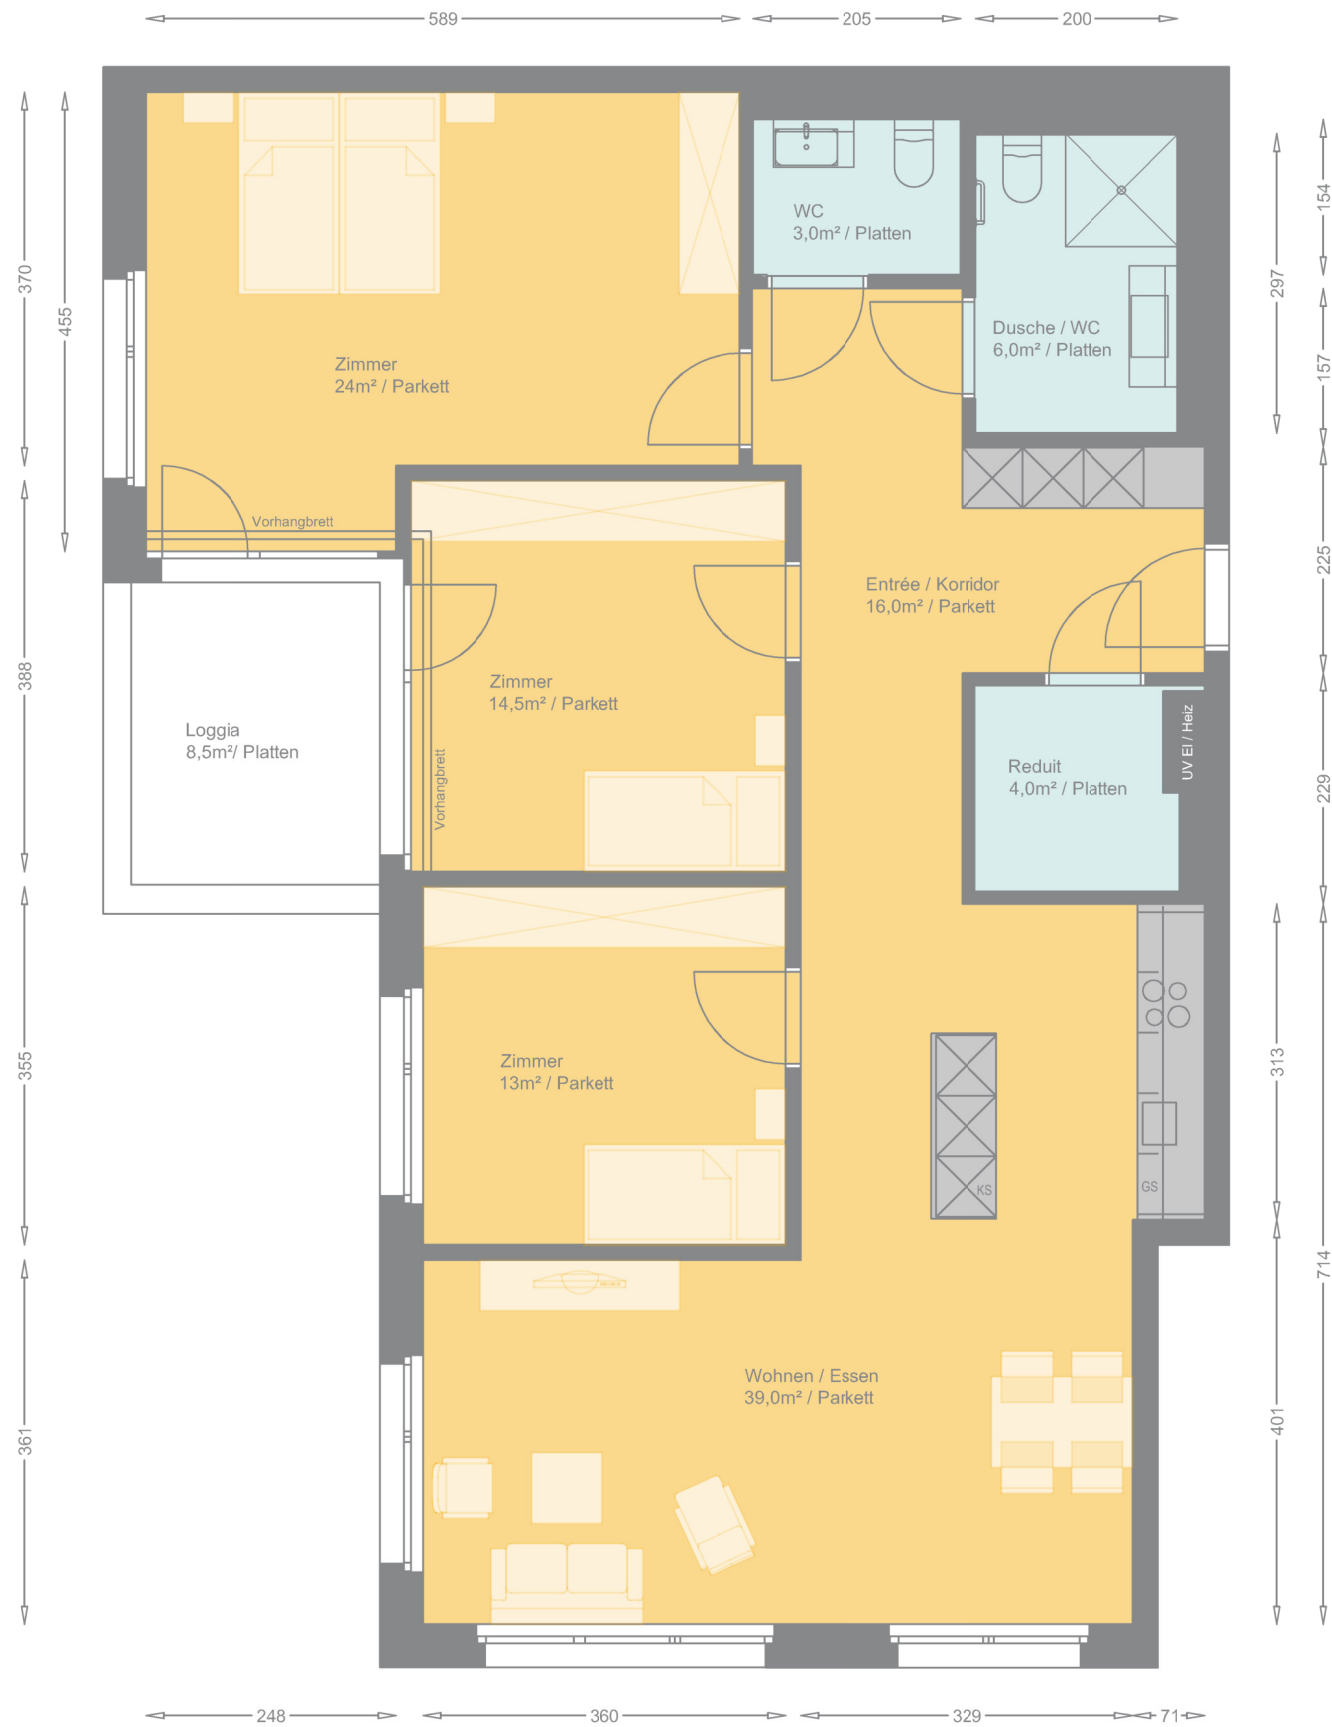 589
205
200
370
455
WC
3,0m² / Platten
154
297
Dusche / WC
6,0m² / Platten
157
Zimmer
24m² / Parkett
Vorhangbrett
225
Entrée / Korridor
16,0m² / Parkett
388
Zimmer
14,5m² / Parkett
Loggia
8,5m²/ Platten
Vorhangbrett
UV El / Heiz
Reduit
4,0m² / Platten
229
355
Zimmer
13m² / Parkett
313
KS
GS
714
361
Wohnen / Essen
39,0m² / Parkett
401
248
360
329
71